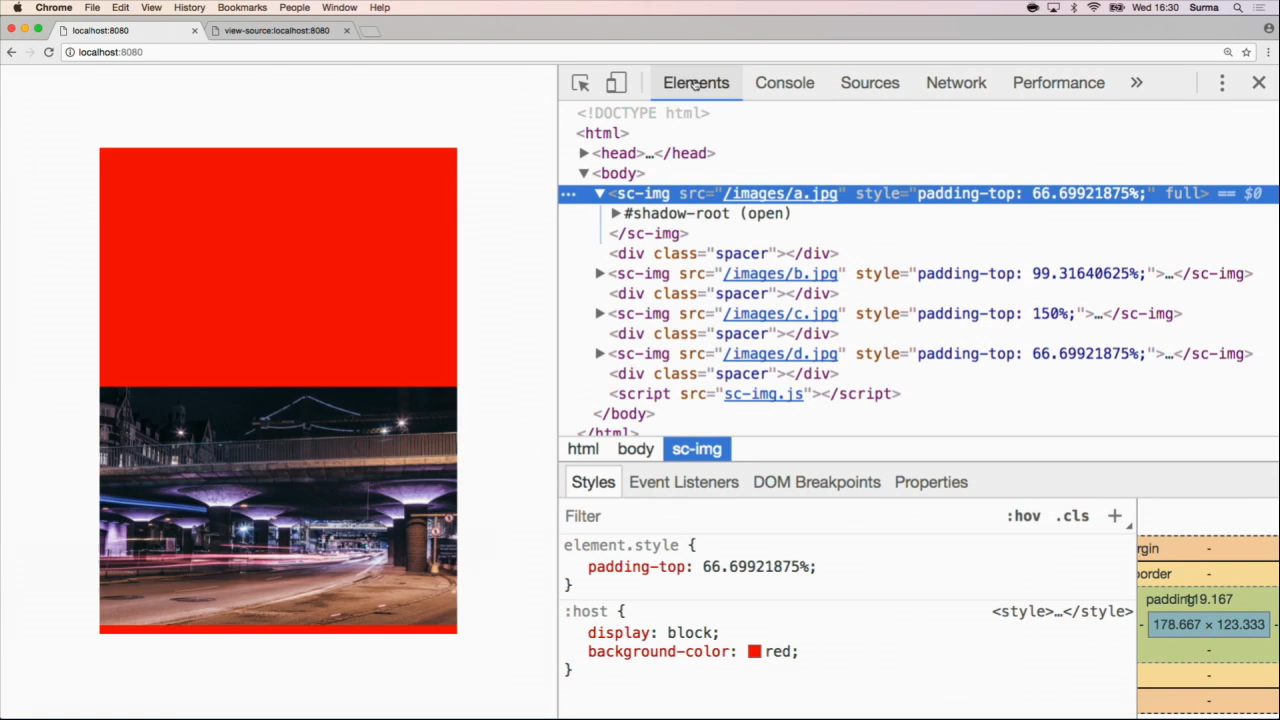 Chrome File Edit View History Bookmarks People Window Help Wed 16:30 Surma
localhost:8080 view-source:localhost:8080
localhost:8080
Elements Console Sources Network Performance »
<!DOCTYPE html>
<html>
<head>…</head>
<body>
<sc-img src="/images/a.jpg" style="padding-top: 66.69921875%;" full> == $0
#shadow-root (open)
</sc-img>
<div class="spacer"></div>
<sc-img src="/images/b.jpg" style="padding-top: 99.31640625%;">…</sc-img>
<div class="spacer"></div>
<sc-img src="/images/c.jpg" style="padding-top: 150%;">…</sc-img>
<div class="spacer"></div>
<sc-img src="/images/d.jpg" style="padding-top: 66.69921875%;">…</sc-img>
<div class="spacer"></div>
<script src="sc-img.js"></script>
</body>
</html>
html body sc-img
Styles Event Listeners DOM Breakpoints Properties
Filter :hov .cls +
element.style {
padding-top: 66.69921875%;
}
:host { <style>…</style>
display: block;
background-color: red;
}
rgin -
border -
padding 119.167
- 178.667 × 123.333 -
-
-
-